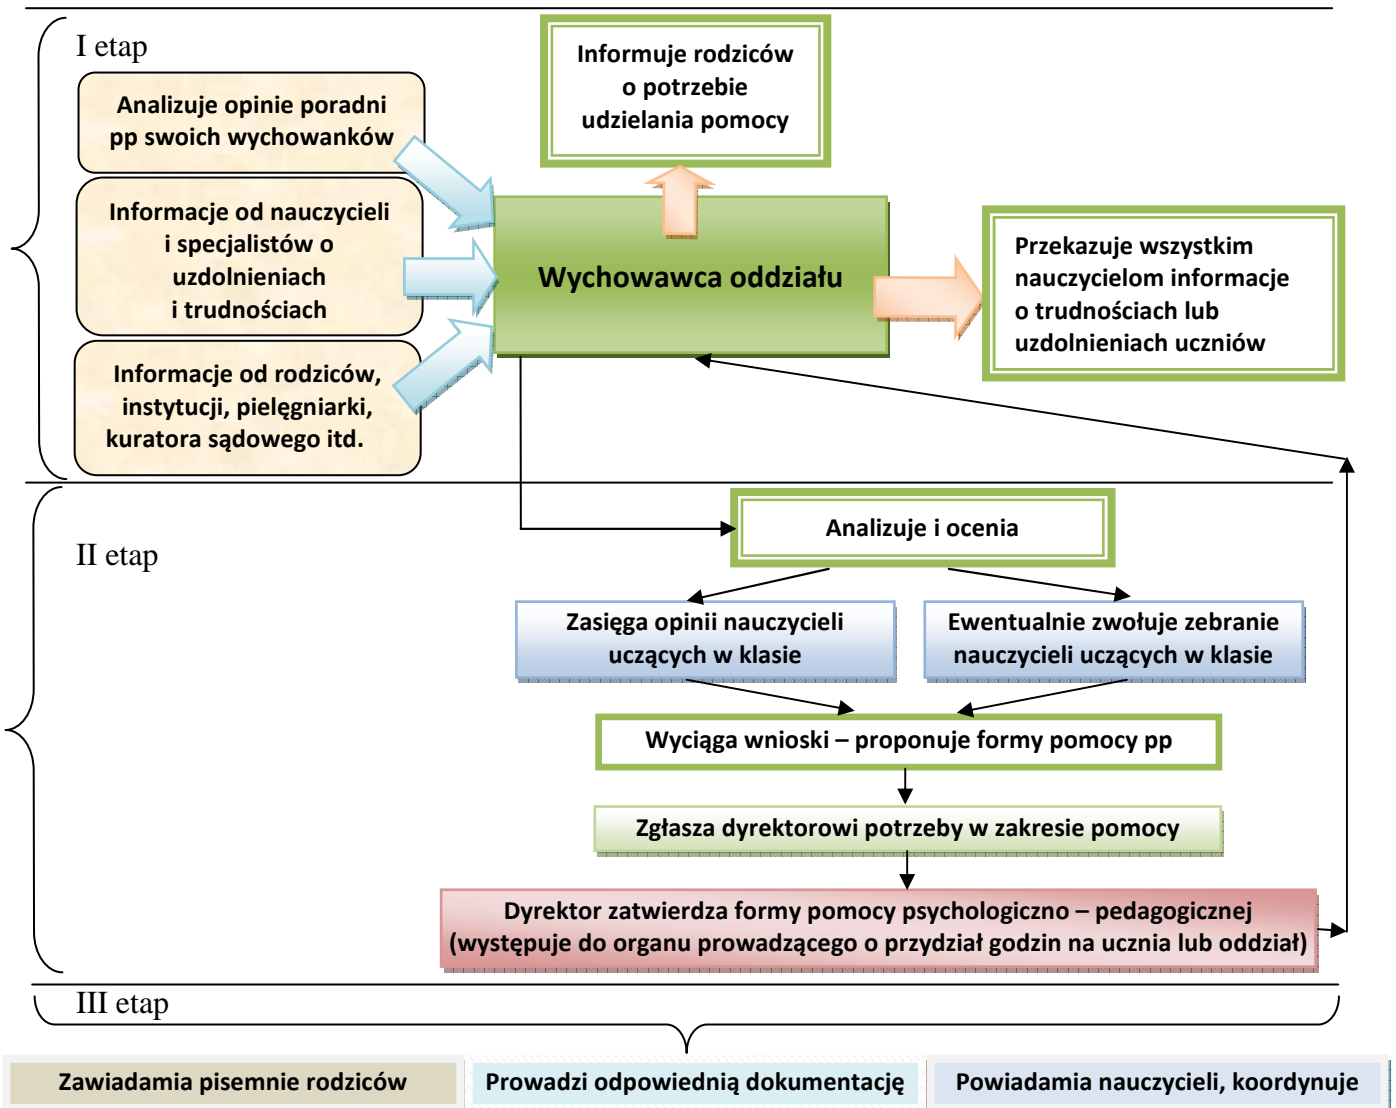 I etap
Analizuje opinie poradni
pp swoich wychowanków
Informacje od nauczycieli
i specjalistów o
uzdolnieniach
i trudnościach
Informacje od rodziców,
instytucji, pielęgniarki,
kuratora sądowego itd.
Informuje rodziców
o potrzebie
udzielania pomocy
Wychowawca oddziału
Przekazuje wszystkim
nauczycielom informacje
o trudnościach lub
uzdolnieniach uczniów
II etap
Analizuje i ocenia
Zasięga opinii nauczycieli
uczących w klasie
Ewentualnie zwołuje zebranie
nauczycieli uczących w klasie
Wyciąga wnioski – proponuje formy pomocy pp
Zgłasza dyrektorowi potrzeby w zakresie pomocy
Dyrektor zatwierdza formy pomocy psychologiczno – pedagogicznej
(występuje do organu prowadzącego o przydział godzin na ucznia lub oddział)
III etap
Zawiadamia pisemnie rodziców
Prowadzi odpowiednią dokumentację
Powiadamia nauczycieli, koordynuje